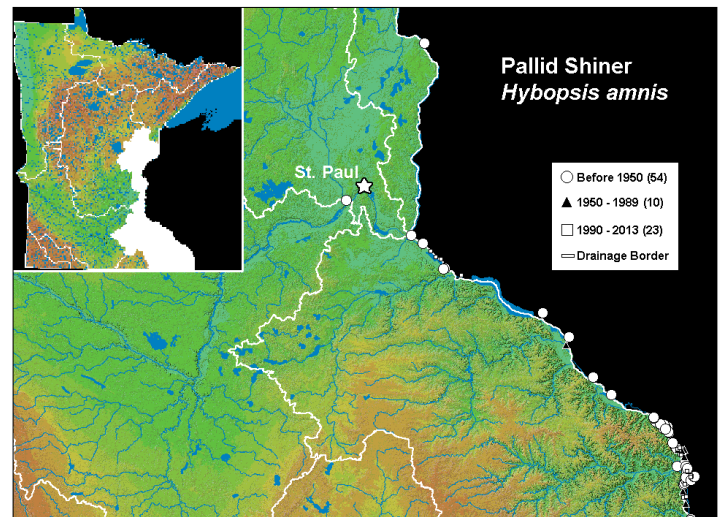 Pallid Shiner
Hybopsis amnis
St. Paul
Before 1950 (54)
1950 - 1989 (10)
1990 - 2013 (23)
Drainage Border